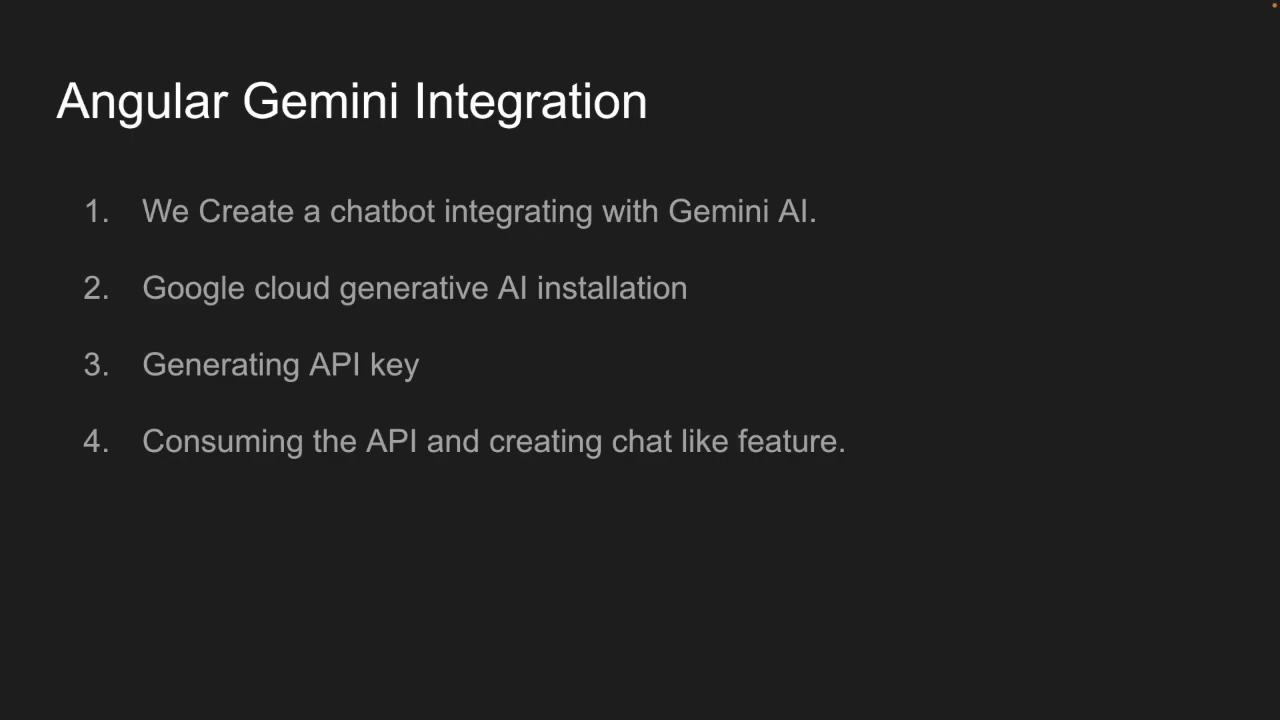 Angular Gemini Integration
1. We Create a chatbot integrating with Gemini AI.
2. Google cloud generative AI installation
3. Generating API key
4. Consuming the API and creating chat like feature.